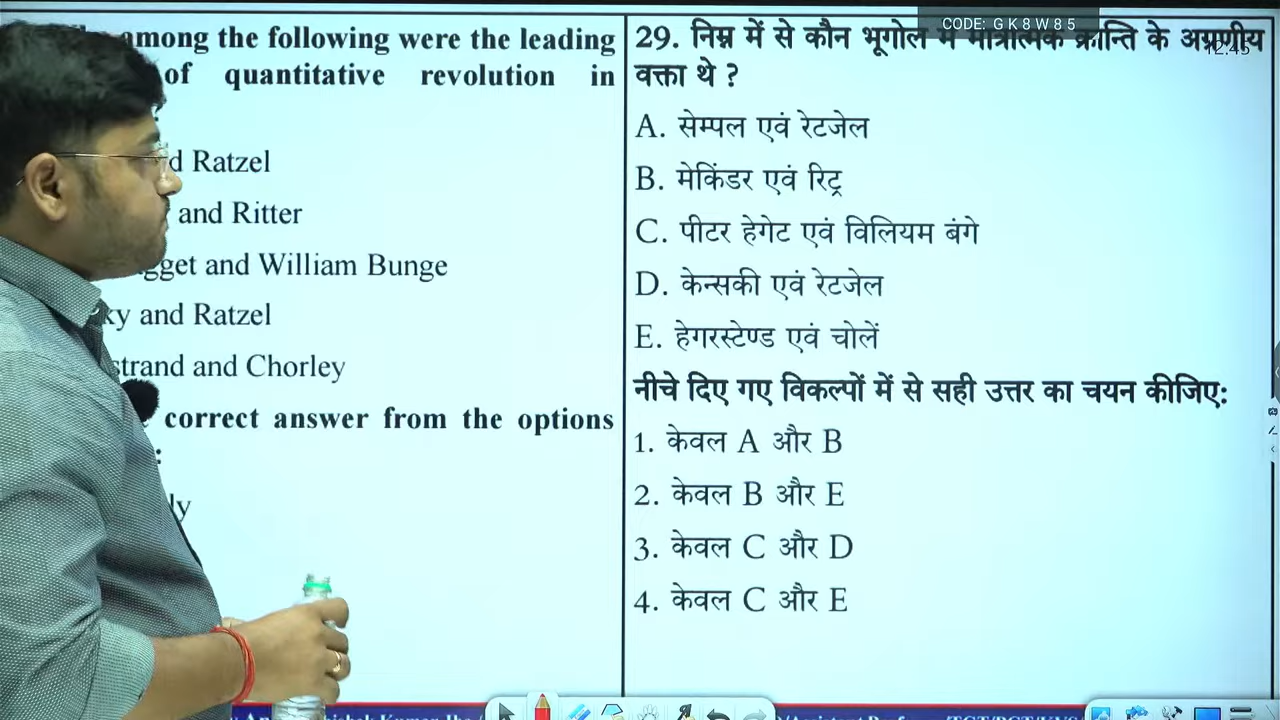 CODE: G K 8 W 8 5
12:45
among the following were the leading
of quantitative revolution in
d Ratzel
and Ritter
gget and William Bunge
ky and Ratzel
strand and Chorley
correct answer from the options
:
ly
29. निम्न में से कौन भूगोल में मात्रात्मक क्रान्ति के अग्रणीय
वक्ता थे ?
A. सेम्पल एवं रेटजेल
B. मेकिंडर एवं रिट्र
C. पीटर हेगेट एवं विलियम बंगे
D. केन्सकी एवं रेटजेल
E. हेगरस्टेण्ड एवं चोलें
नीचे दिए गए विकल्पों में से सही उत्तर का चयन कीजिए:
1. केवल A और B
2. केवल B और E
3. केवल C और D
4. केवल C और E